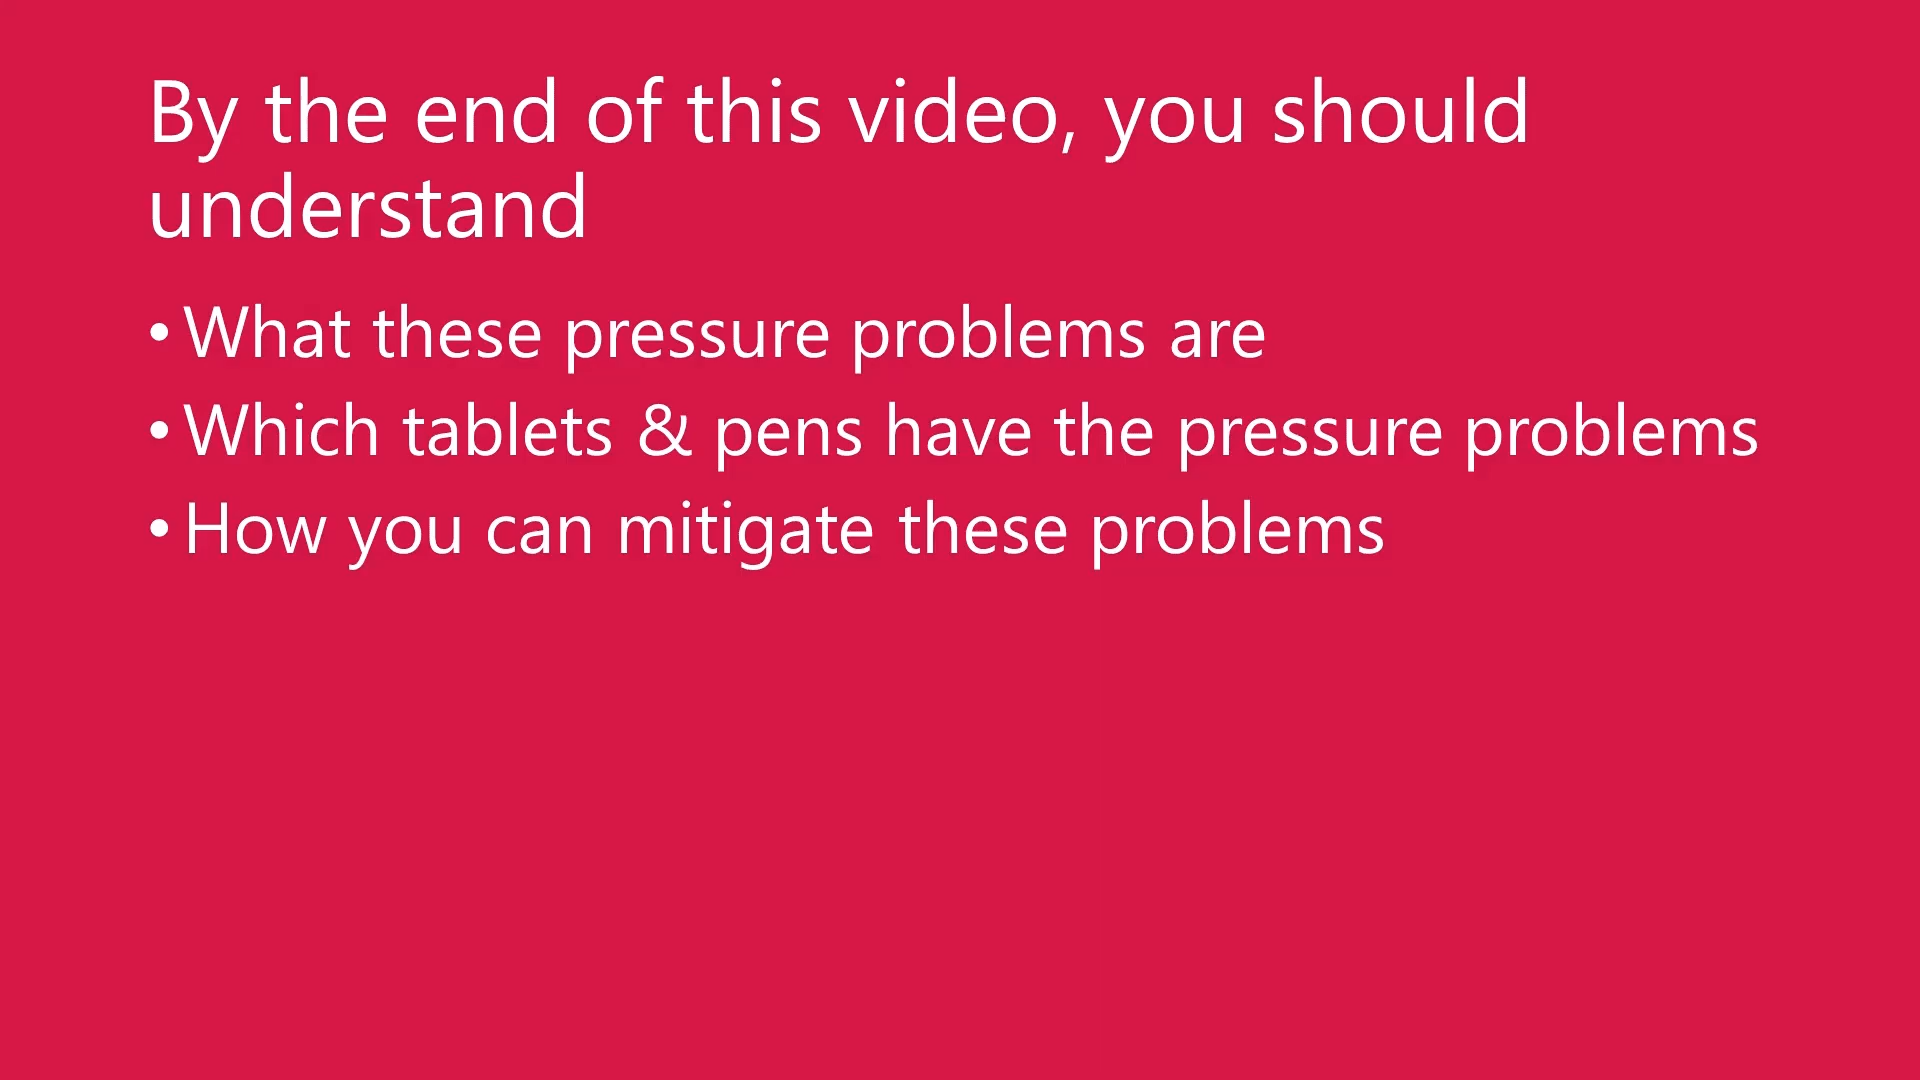 By the end of this video, you should
understand
• What these pressure problems are
• Which tablets & pens have the pressure problems
• How you can mitigate these problems